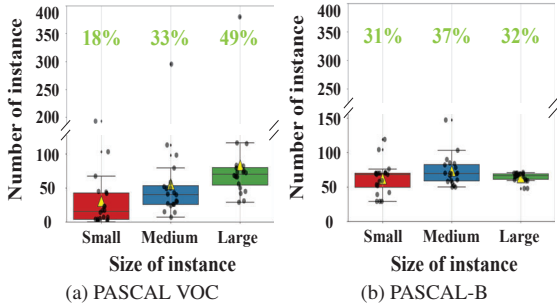 400 18% 33% 49%
350
300
200
100
50
0
Number of instance
Small Medium Large
Size of instance
(a) PASCAL VOC
400 31% 37% 32%
350
300
200
150
100
50
0
Number of instance
Small Medium Large
Size of instance
(b) PASCAL-B